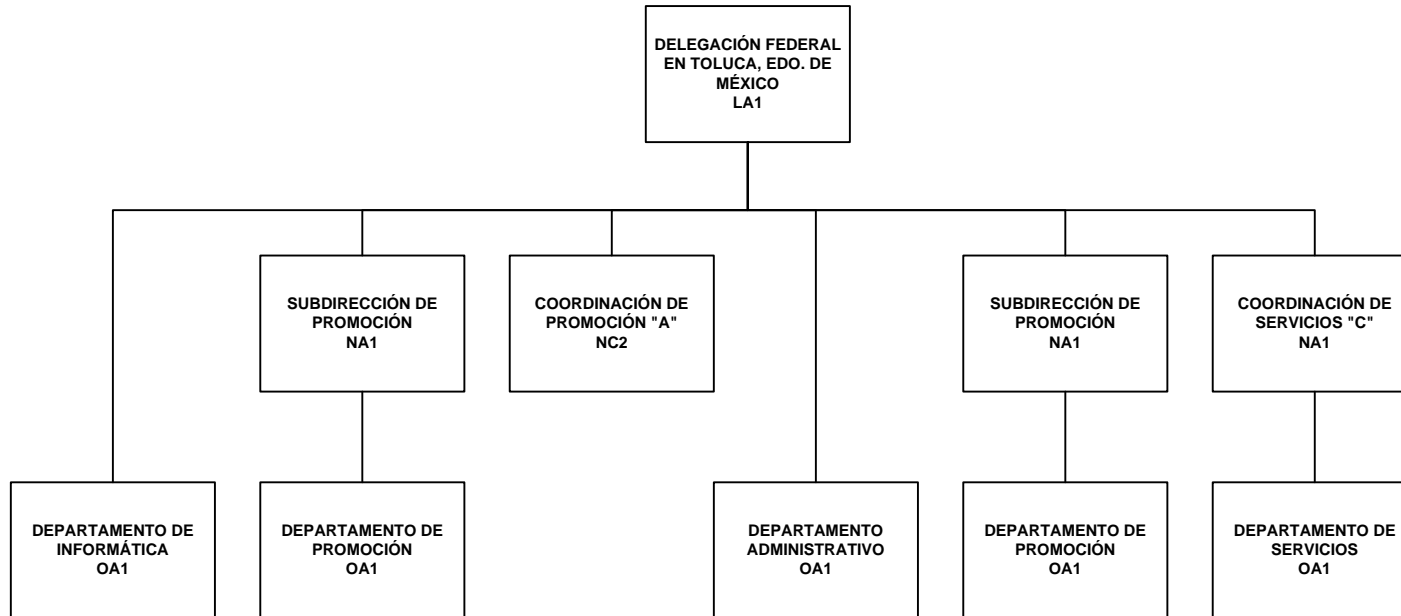 DELEGACIÓN FEDERAL
EN TOLUCA, EDO. DE
MÉXICO
LA1
SUBDIRECCIÓN DE
PROMOCIÓN
NA1
COORDINACIÓN DE
PROMOCIÓN "A"
NC2
SUBDIRECCIÓN DE
PROMOCIÓN
NA1
COORDINACIÓN DE
SERVICIOS "C"
NA1
DEPARTAMENTO DE
INFORMÁTICA
OA1
DEPARTAMENTO DE
PROMOCIÓN
OA1
DEPARTAMENTO
ADMINISTRATIVO
OA1
DEPARTAMENTO DE
PROMOCIÓN
OA1
DEPARTAMENTO DE
SERVICIOS
OA1